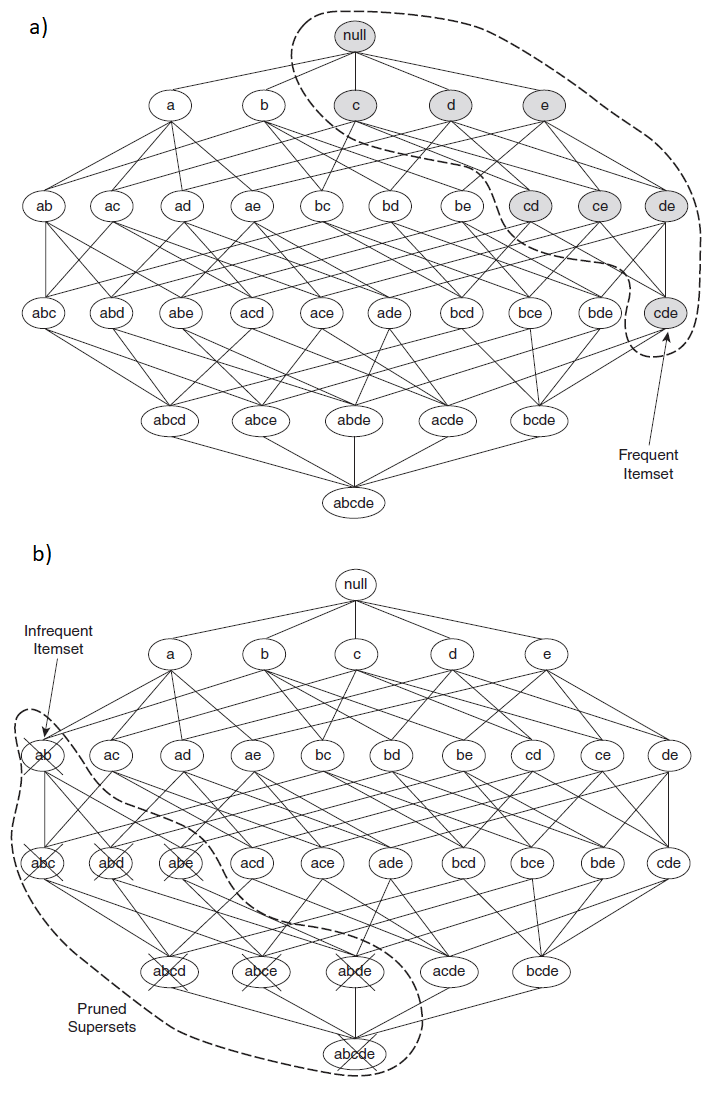 a)
null
a b c d e
ab ac ad ae bc bd be cd ce de
abc abd abe acd ace ade bcd bce bde cde
abcd abce abde acde bcde
Frequent
Itemset
abcde
b)
null
Infrequent
Itemset
a b c d e
ab ac ad ae bc bd be cd ce de
abc abd abe acd ace ade bcd bce bde cde
abcd abce abde acde bcde
Pruned
Supersets
abcde